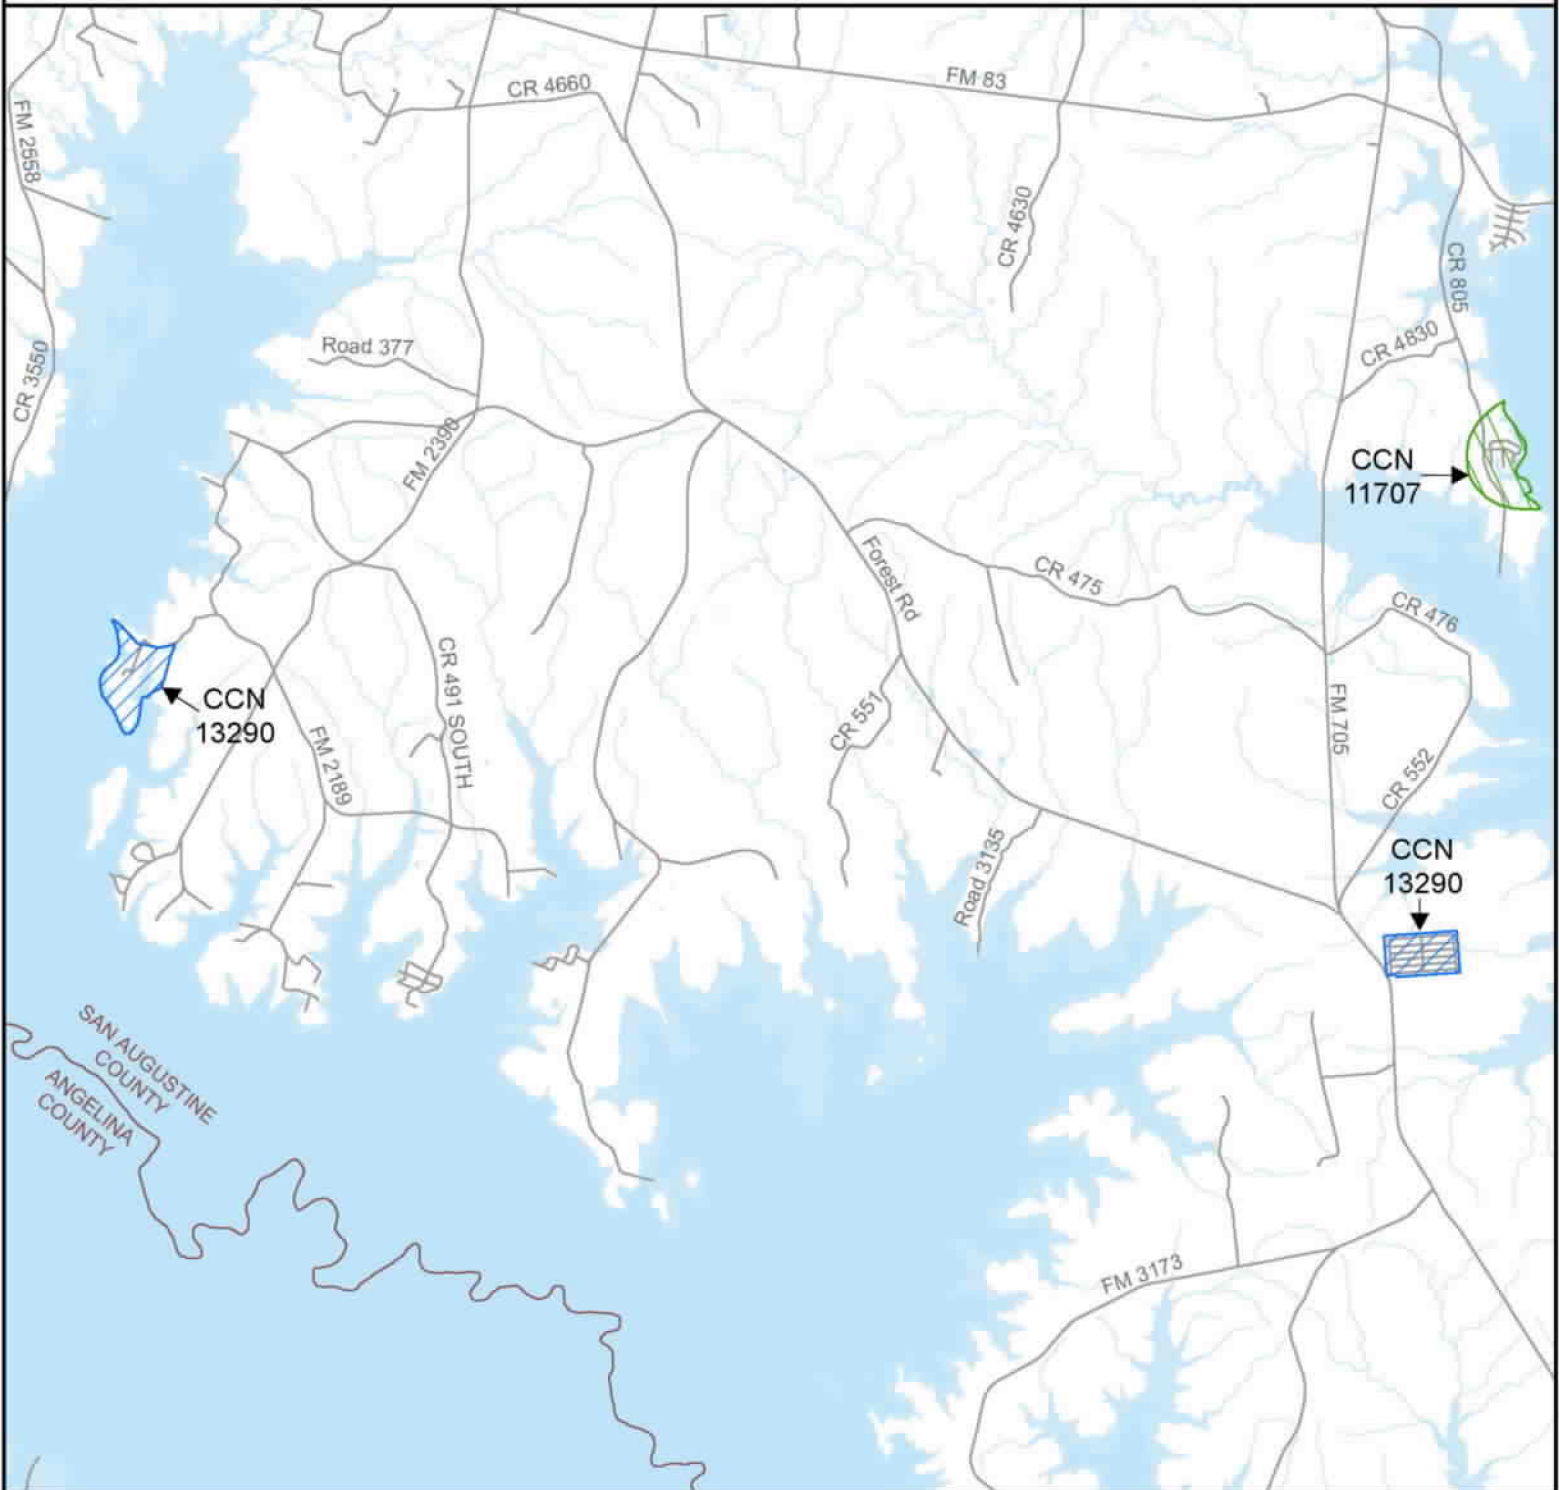 FM 83
CR 4660
FM 2558
CR 4630
CR 805
Road 377
CR 4830
CR 3550
FM 2390
CCN
11707
Forest Rd
CR 475
CR 476
CCN
13290
CR 491 SOUTH
CR 551
FM 705
FM 2189
CR 552
Road 3135
CCN
13290
SAN AUGUSTINE
COUNTY
ANGELINA
COUNTY
FM 3173